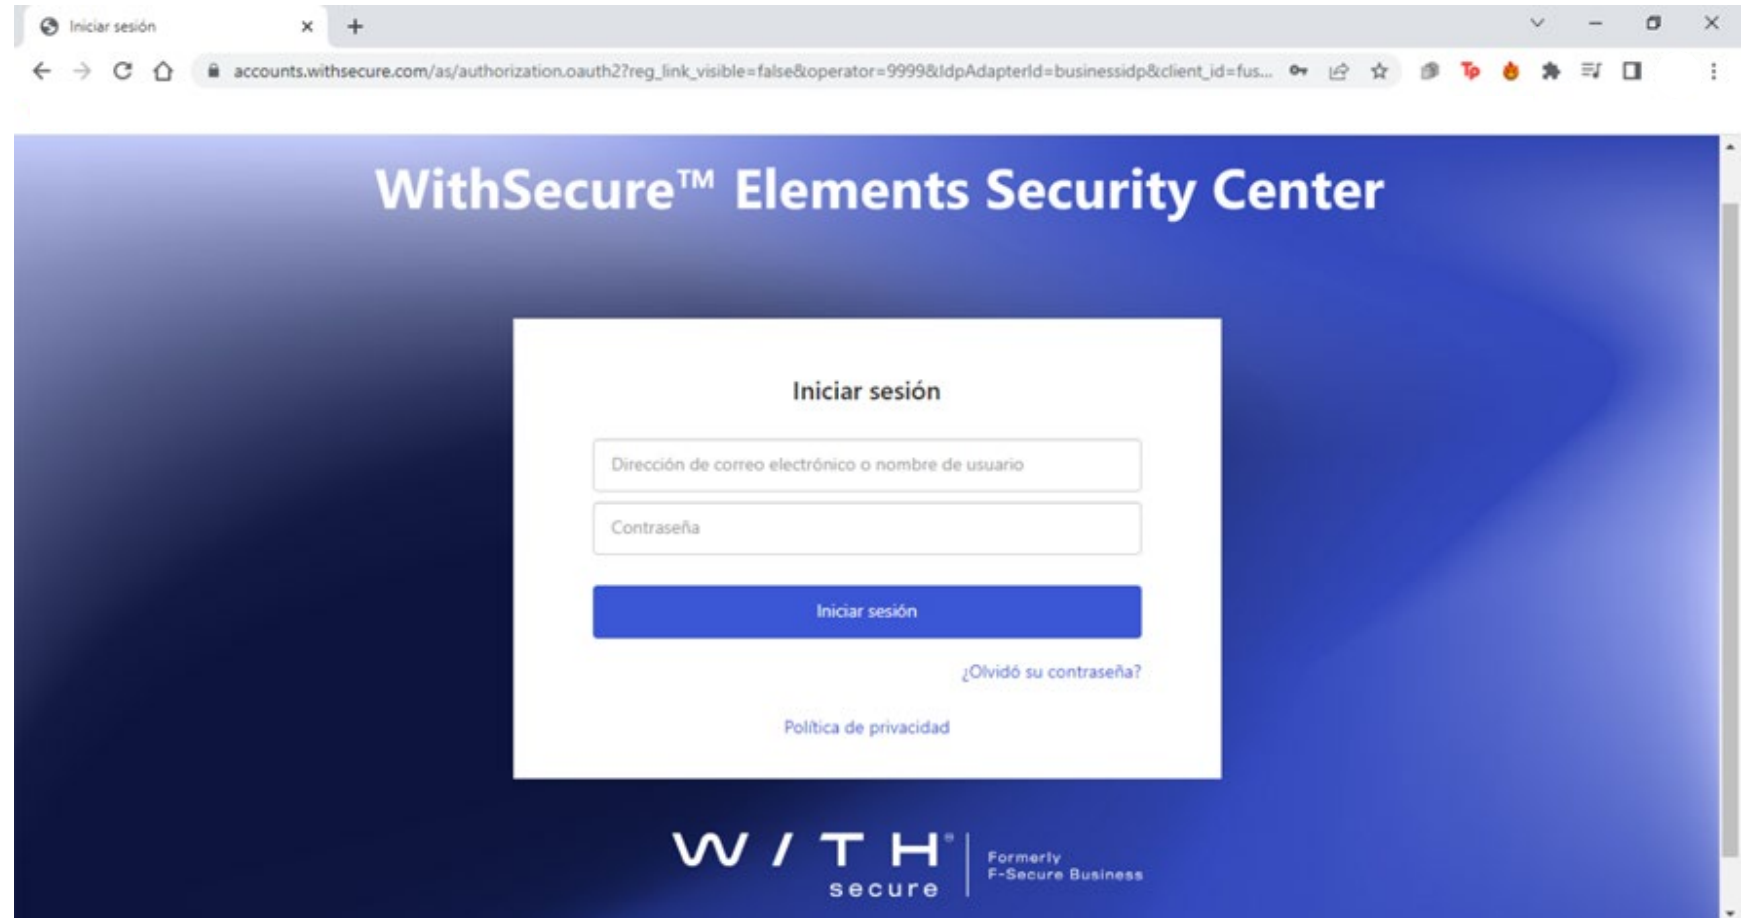 Iniciar sesión
accounts.withsecure.com/as/authorization.oauth2?reg_link_visible=false&operator=9999&IdpAdapterId=businessidp&client_id=fus...
Tp
WithSecure™ Elements Security Center
Iniciar sesión
Dirección de correo electrónico o nombre de usuario
Contraseña
Iniciar sesión
¿Olvidó su contraseña?
Política de privacidad
W / T H®
secure
Formerly
F-Secure Business